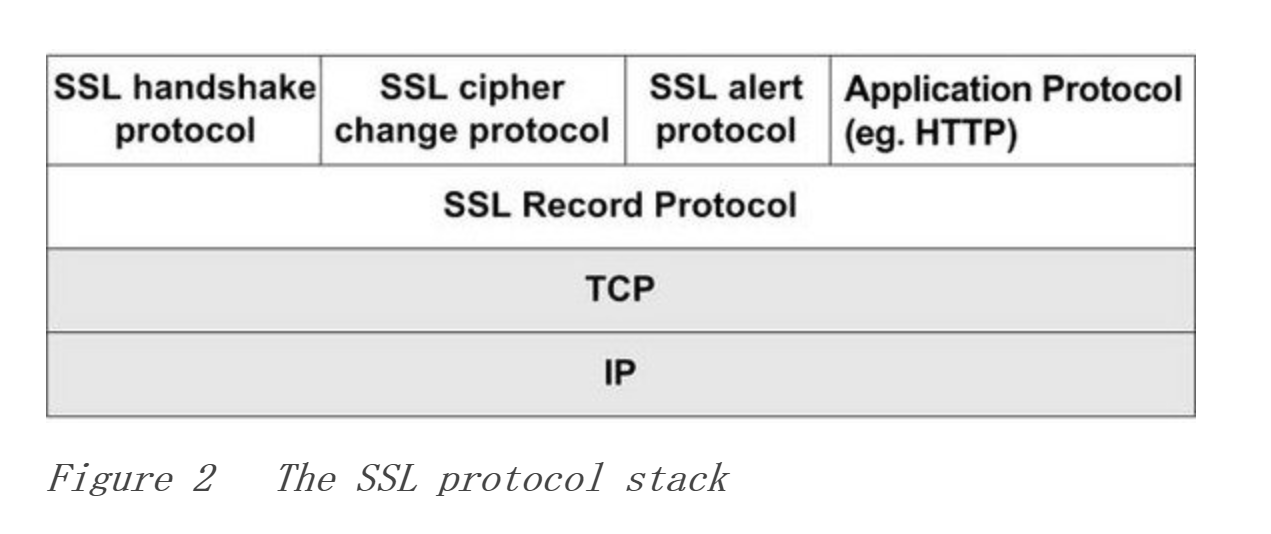 SSL handshake
protocol
SSL cipher
change protocol
SSL alert
protocol
Application Protocol
(eg. HTTP)
SSL Record Protocol
TCP
IP
Figure 2 The SSL protocol stack